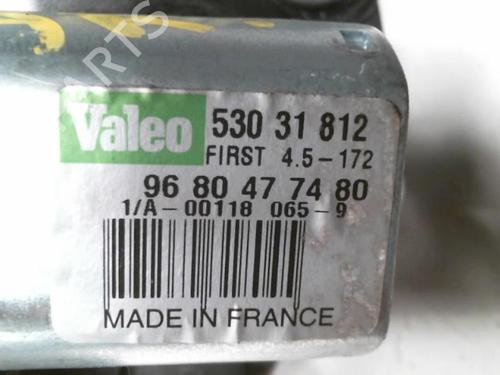 PARTS
Valeo
530 31 812
FIRST 4.5-172
96 80 47 74 80
1/A-00118 065-9
MADE IN FRANCE